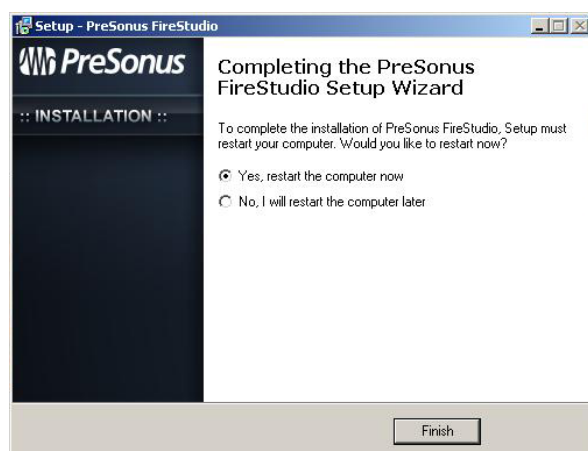 Setup - PreSonus FireStudio
PreSonus
:: INSTALLATION ::
Completing the PreSonus
FireStudio Setup Wizard
To complete the installation of PreSonus FireStudio, Setup must
restart your computer. Would you like to restart now?
Yes, restart the computer now
No, I will restart the computer later
Finish